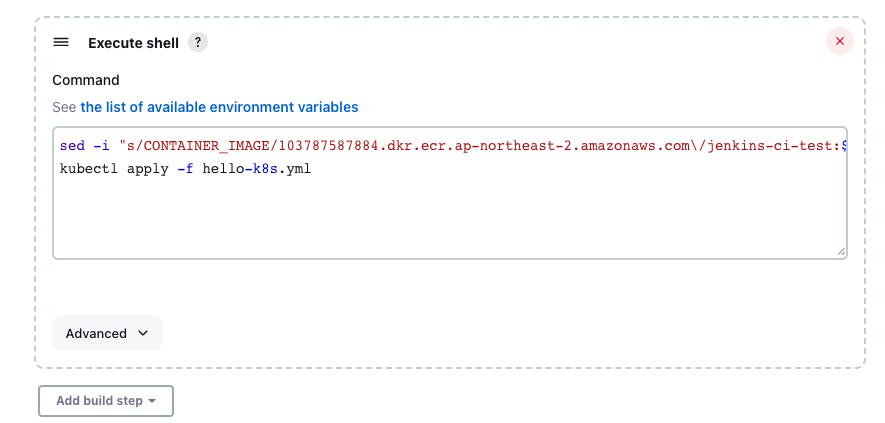 Execute shell ?
Command
See the list of available environment variables
sed -i "s/CONTAINER_IMAGE/103787587884.dkr.ecr.ap-northeast-2.amazonaws.com\/jenkins-ci-test:$
kubectl apply -f hello-k8s.yml
Advanced
Add build step